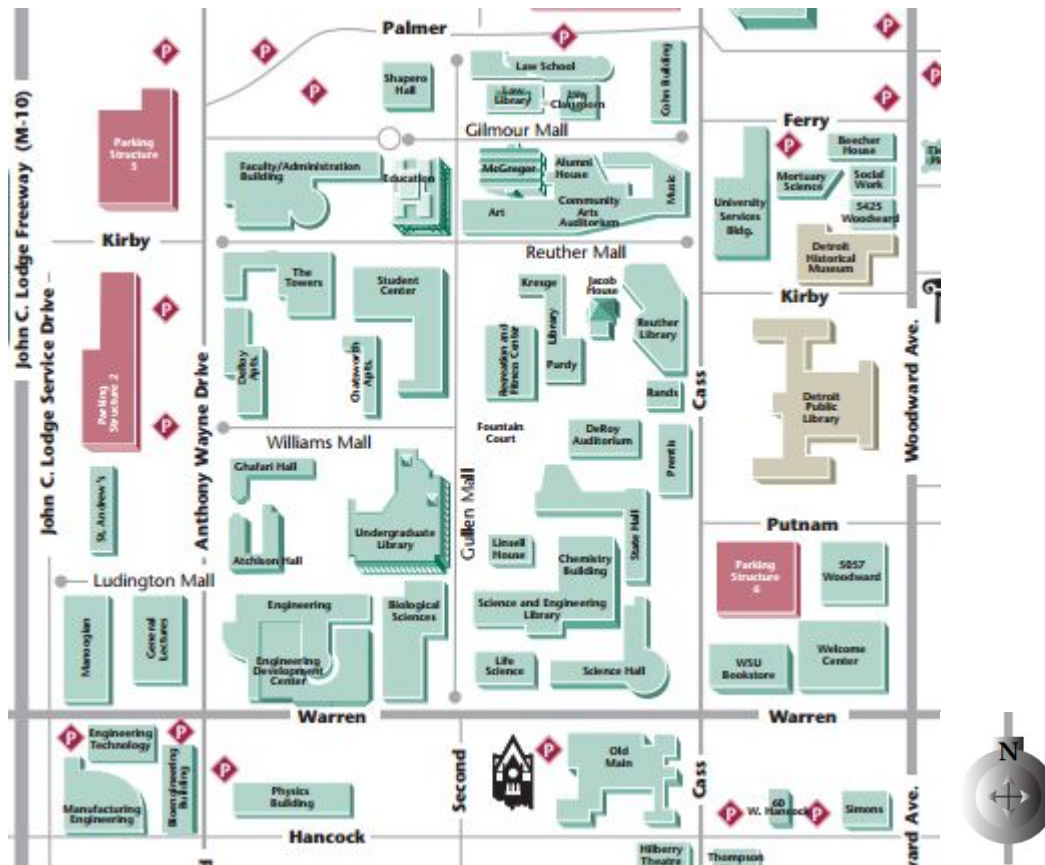 Palmer
P
P
P
P
P
P
P
Law School
Shapero
Hall
Law
Library
Law
Classroom
Cohn Building
Parking
Structure
5
Gilmour Mall
Ferry
P
Beecher
House
Faculty/Administration
Building
Education
McGregor
Alumni
House
Music
Art
Community
Arts
Auditorium
University
Services
Bldg.
Mortuary
Science
Social
Work
5425
Woodward
Detroit
Historical
Museum
Kirby
Reuther Mall
Kirby
John C. Lodge Freeway (M-10)
John C. Lodge Service Drive
Anthony Wayne Drive
The
Towers
Student
Center
Kresge
Library
Purdy
Jacob
House
Reuther
Library
P
Parking
Structure 2
P
DeRoy
Apts.
Chatsworth
Apts.
Recreation and
Fitness Center
Rands
Cass
Detroit
Public
Library
Woodward Ave.
Williams Mall
Fountain
Court
DeRoy
Auditorium
Prentis
Ghafari Hall
St. Andrew's
Atchison Hall
Undergraduate
Library
Gullen Mall
Linsell
House
Chemistry
Building
State Hall
Putnam
Parking
Structure
6
5057
Woodward
Ludington Mall
Manoogian
General
Lectures
Engineering
Engineering
Development
Center
Biological
Sciences
Science and Engineering
Library
Life
Science
Science Hall
WSU
Bookstore
Welcome
Center
Warren
Warren
P
Engineering
Technology
P
P
Manufacturing
Engineering
Bioengineering
Building
Physics
Building
Second
P
Old
Main
Cass
P
60
W. Hancock
P
Simons
ward Ave.
N
Hancock
Hilberry
Theatre
Thompson